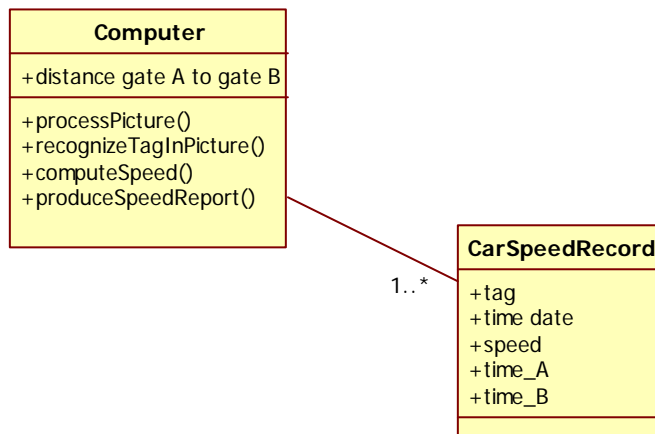 Computer
+distance gate A to gate B
+processPicture()
+recognizeTagInPicture()
+computeSpeed()
+produceSpeedReport()
1..*
CarSpeedRecord
+tag
+time date
+speed
+time_A
+time_B